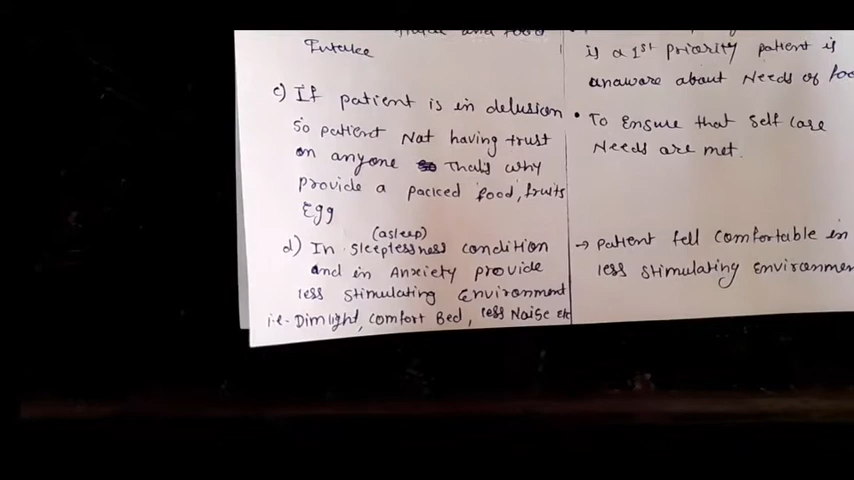 Intake
c) If patient is in delusion
So patient Not having trust
on anyone That's why
provide a packed food, fruits
Egg
(asleep)
d) In sleeplessness condition
and in Anxiety provide
less stimulating environment
i.e- Dimlight, comfort Bed, less Noise etc
is a 1st priority patient is
unaware about Needs of foo
• To Ensure that self care
Needs are met.
→ patient fell comfortable in
less stimulating environmen